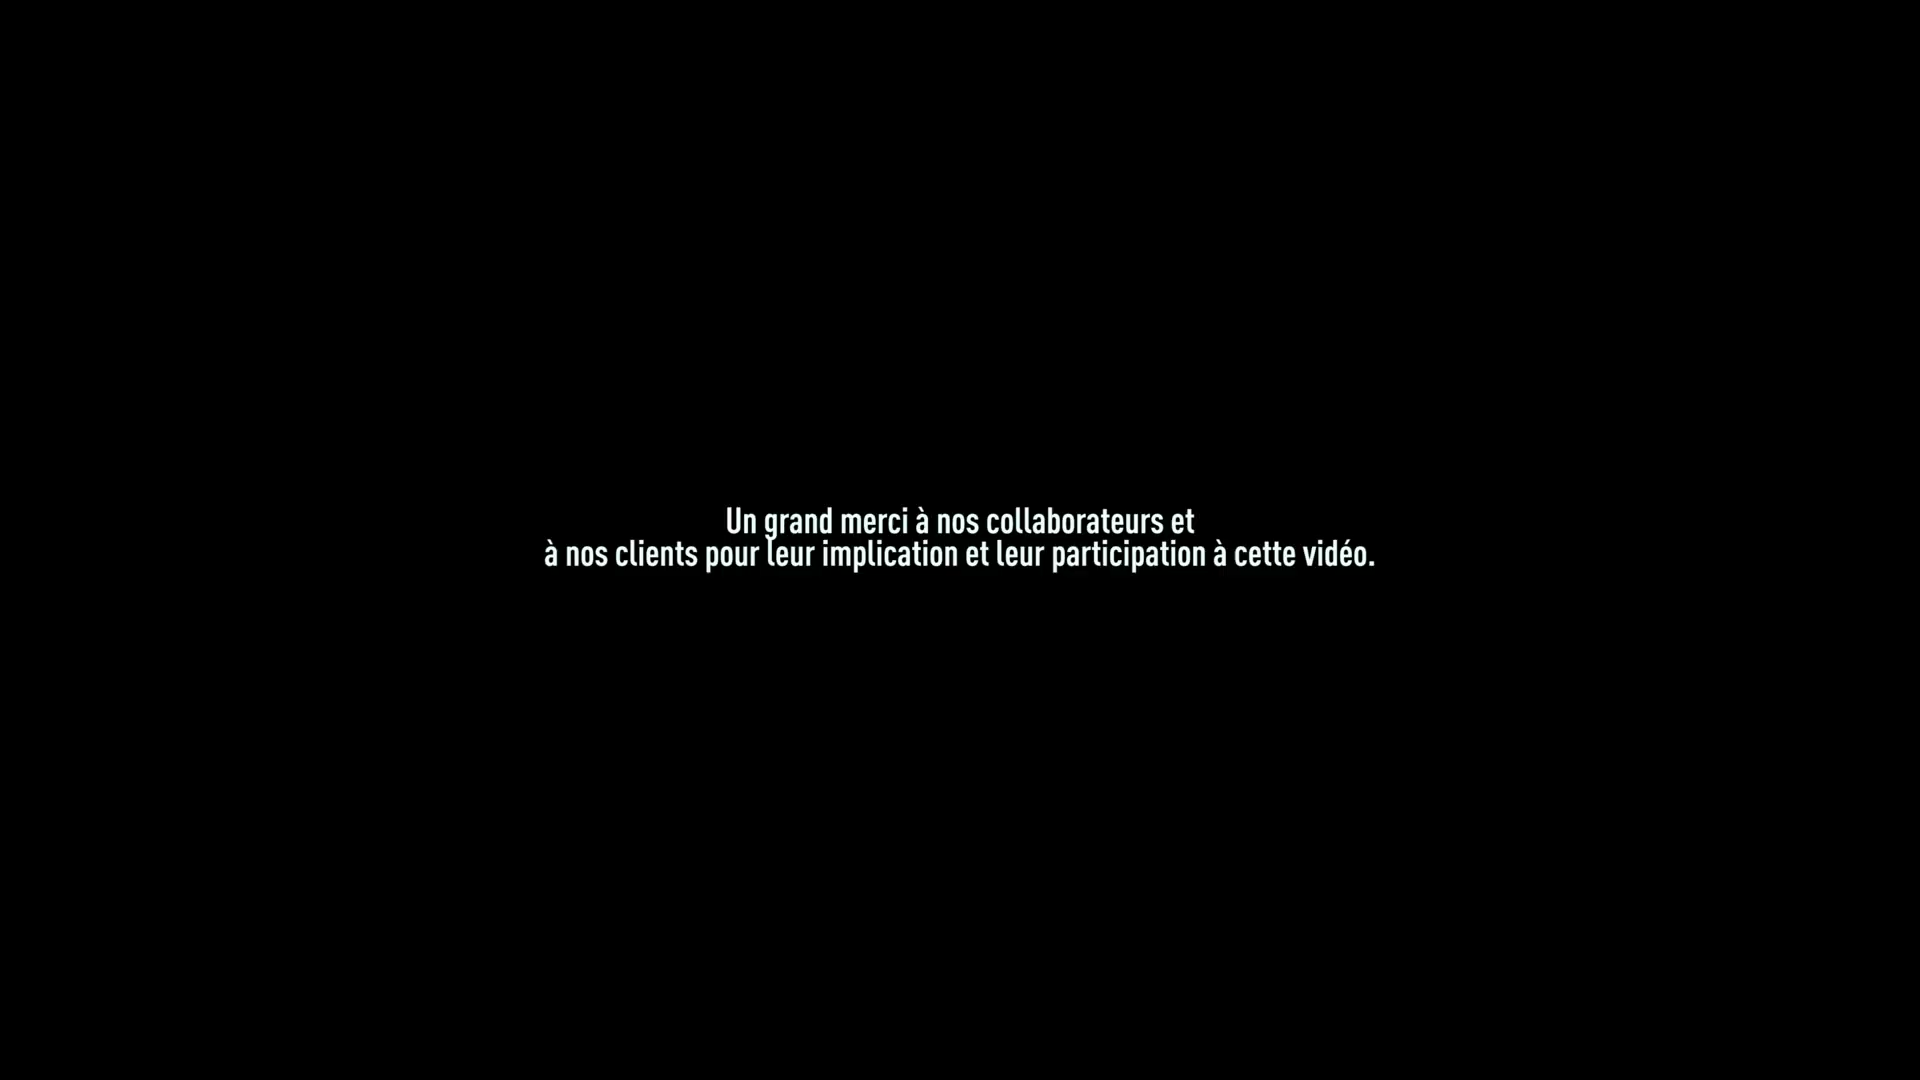 Un grand merci à nos collaborateurs et
à nos clients pour leur implication et leur participation à cette vidéo.